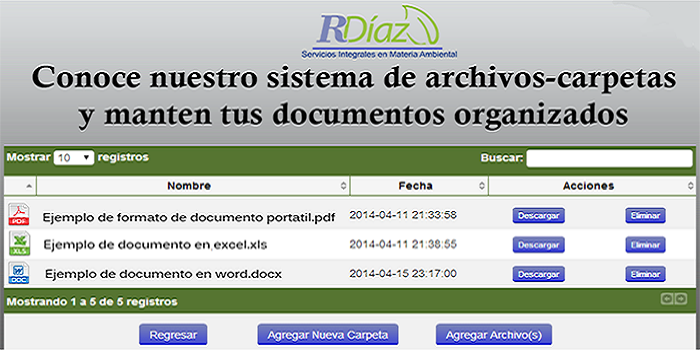 RDíaz
Servicios Integrales en Materia Ambiental
Conoce nuestro sistema de archivos-carpetas
y manten tus documentos organizados
Mostrar 10 registros Buscar:
Nombre Fecha Acciones
PDF Ejemplo de formato de documento portatil.pdf 2014-04-11 21:33:58 Descargar Eliminar
XLS Ejemplo de documento en excel.xls 2014-04-11 21:38:55 Descargar Eliminar
DOC Ejemplo de documento en word.docx 2014-04-15 23:17:00 Descargar Eliminar
Mostrando 1 a 5 de 5 registros
Regresar Agregar Nueva Carpeta Agregar Archivo(s)